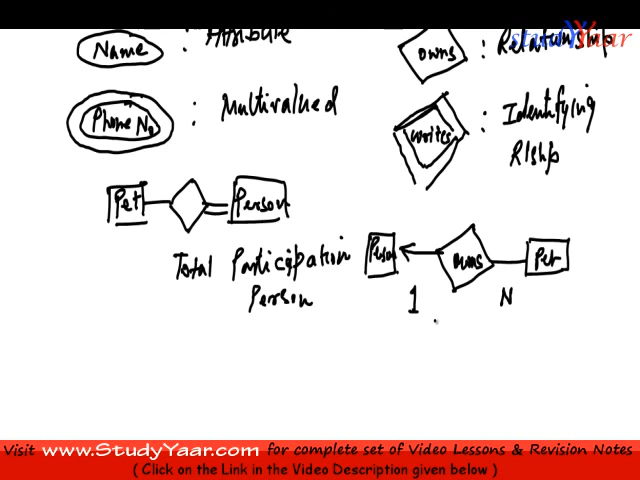 Name : Attribute
owns : Relationship
studyYaar.com
Phone No : Multivalued
writes : Identifying
Rlshp
Pet Person
Total Participation
Person
Person owns Pet
1 N
Visit www.StudyYaar.com for complete set of Video Lessons & Revision Notes
( Click on the Link in the Video Description given below )